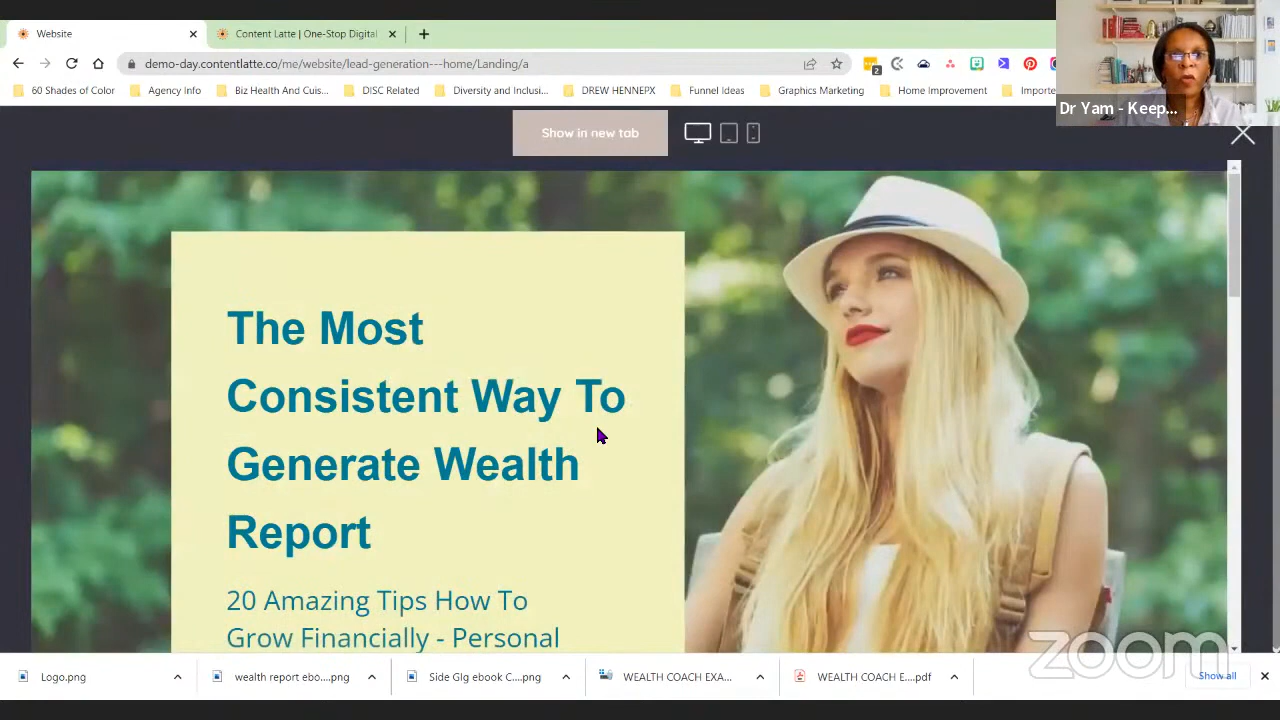 Website
Content Latte | One-Stop Digital
demo-day.contentlatte.co/me/website/lead-generation---home/Landing/a
2
60 Shades of Color
Agency Info
Biz Health And Cuis...
DISC Related
Diversity and Inclusi...
DREW HENNEPX
Funnel Ideas
Graphics Marketing
Home Improvement
Importe
Dr Yam - Keep...
Show in new tab
The Most
Consistent Way To
Generate Wealth
Report
20 Amazing Tips How To
Grow Financially - Personal
zoom
Logo.png
wealth report ebo....png
Side Gig ebook C....png
WEALTH COACH EXA...
WEALTH COACH E....pdf
Show all